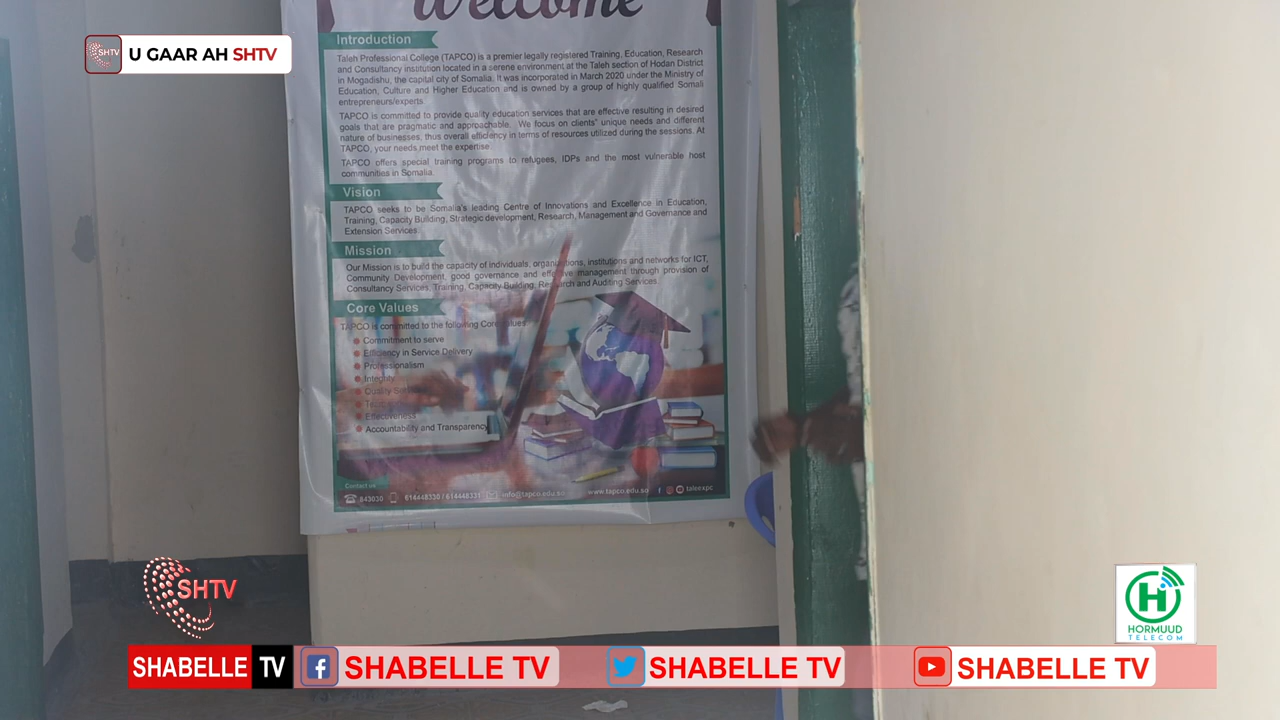 Welcome
SHTV
U GAAR AH SHTV
Introduction
Taleh Professional College (TAPCO) is a premier legally registered Training, Education, Research
and Consultancy institution located in a serene environment at the Taleh section of Hodan District
in Mogadishu, the capital city of Somalia. It was incorporated in March 2020 under the Ministry of
Education, Culture and Higher Education and is owned by a group of highly qualified Somali
entrepreneurs/experts
TAPCO is committed to provide quality education services that are effective resulting in desired
goals that are pragmatic and approachable. We focus on clients' unique needs and different
nature of businesses; thus overall efficiency in terms of resources utilized during the sessions. At
TAPCO, your needs meet the expertise.
TAPCO offers special training programs to refugees, IDPs and the most vulnerable host
communities in Somalia.
Vision
TAPCO seeks to be Somalia's leading Centre of Innovations and Excellence in Education,
Training, Capacity Building, Strategic development, Research, Management and Governance and
Extension Services.
Mission
Our Mission is to build the capacity of individuals, institutions and networks for ICT,
Community Development, good governance and effective management through provision of
Consultancy Services, Training, Capacity Building, and Auditing Services.
Core Values
TAPCO is committed to the following Core
Commitment to serve
Efficiency in Service Delivery
Professionalism
Integrity
Quality
Effectiveness
Accountability and Transparency
Contact us
843030 614448330 / 614448331 info@tapco.edu.so www.tapco.edu.so taleexpc
SHTV
HORMUUD
TELECOM
SHABELLE TV SHABELLE TV SHABELLE TV SHABELLE TV